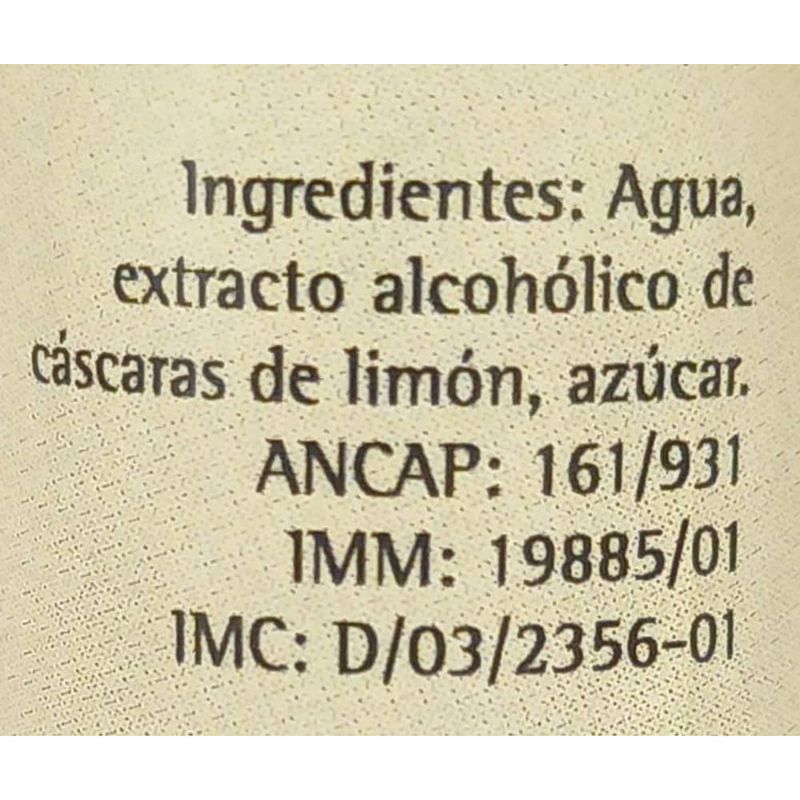 Ingredientes: Agua,
extracto alcohólico de
cáscaras de limón, azúcar.
ANCAP: 161/931
IMM: 19885/01
IMC: D/03/2356-01